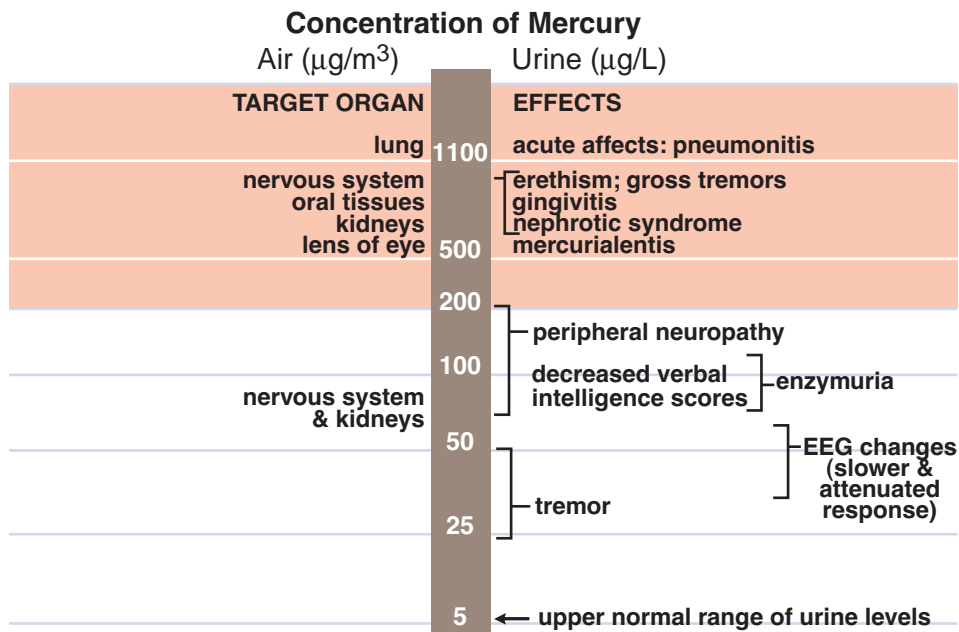 Concentration of Mercury
Air (μg/m³) Urine (μg/L)
TARGET ORGAN EFFECTS
lung 1100 acute affects: pneumonitis
nervous system erethism; gross tremors
oral tissues gingivitis
kidneys nephrotic syndrome
lens of eye 500 mercurialentis
200
peripheral neuropathy
100
decreased verbal enzymuria
intelligence scores
nervous system
& kidneys
50
EEG changes
(slower &
attenuated
response)
tremor
25
5 upper normal range of urine levels